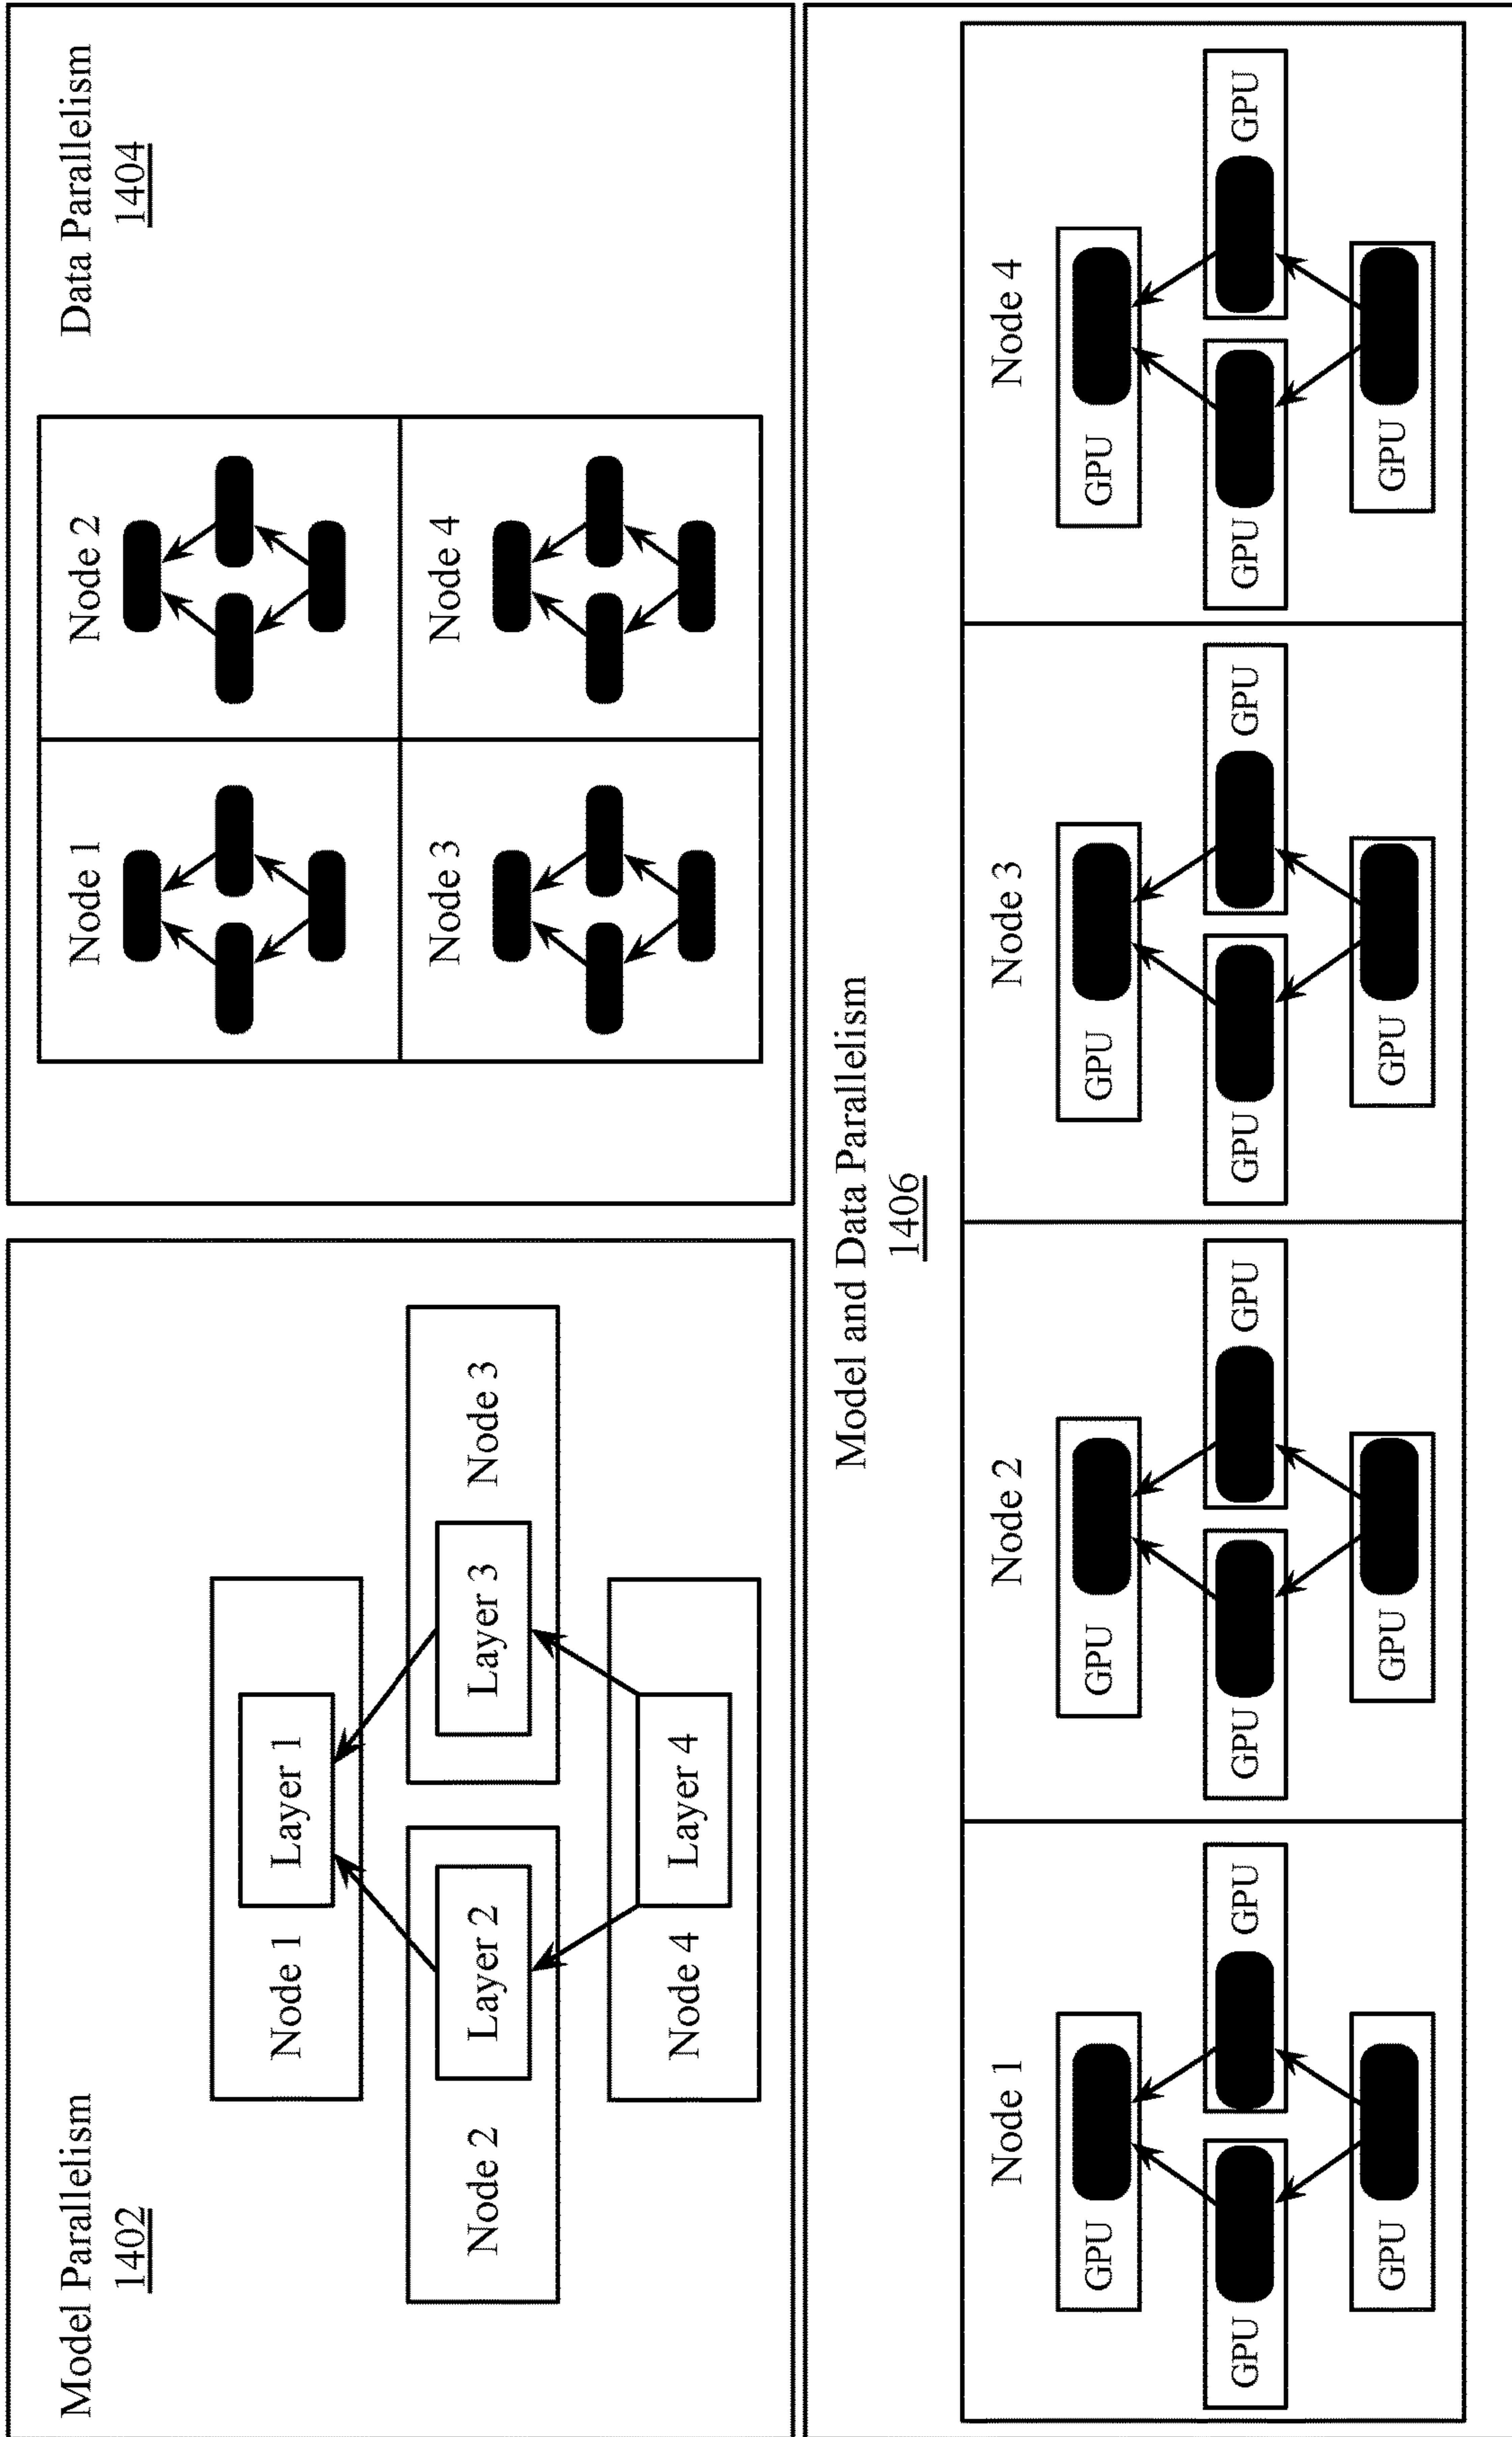 Model Parallelism
1402
Node 1
Layer 1
Node 2
Layer 2
Layer 3
Node 3
Node 4
Layer 4
Data Parallelism
1404
Node 1
Node 2
Node 3
Node 4
Model and Data Parallelism
1406
Node 1
GPU
GPU
GPU
GPU
Node 2
GPU
GPU
GPU
GPU
Node 3
GPU
GPU
GPU
GPU
Node 4
GPU
GPU
GPU
GPU